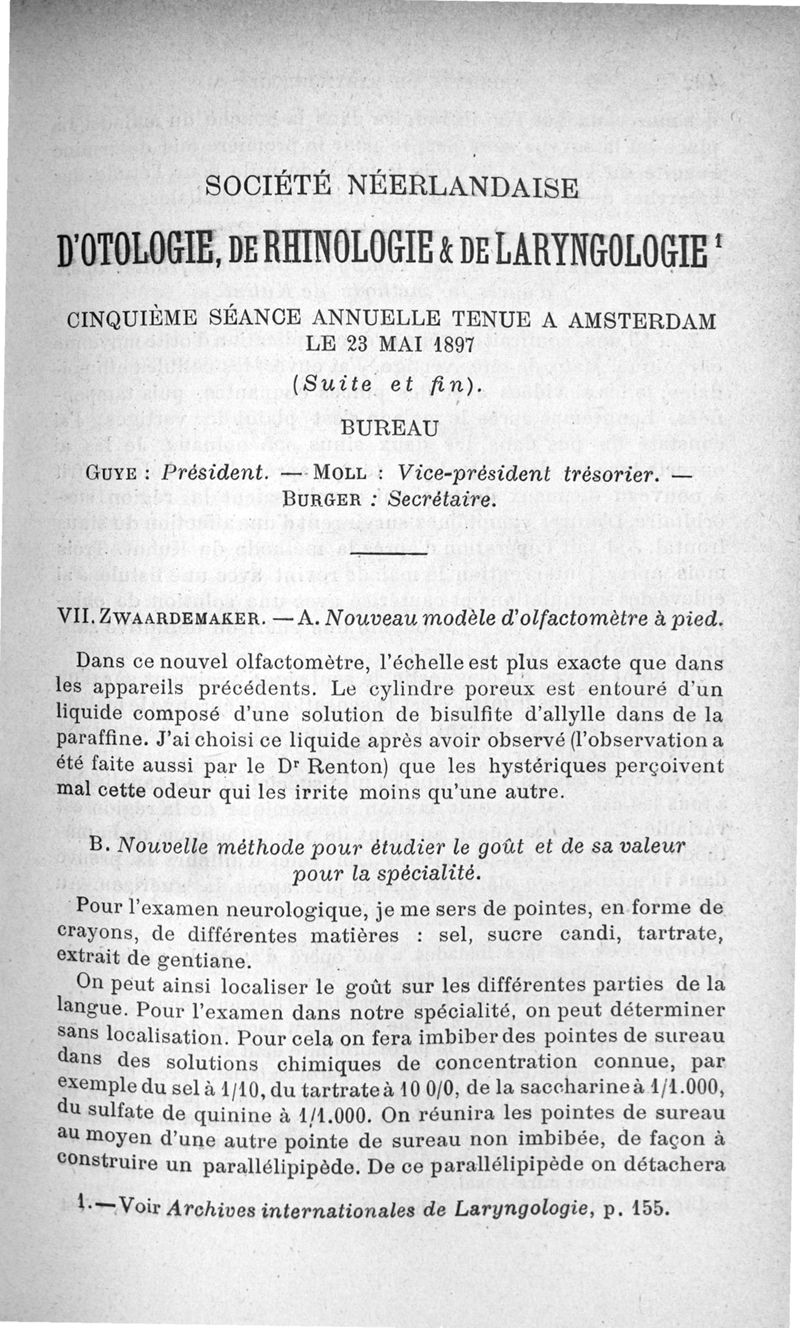 SOCIÉTÉ NÉERLANDAISE
D'OTOLOGIE, DE RHINOLOGIE & DE LARYNGOLOGIE 1
CINQUIÈME SÉANCE ANNUELLE TENUE A AMSTERDAM
LE 23 MAI 1897
(Suite et fin).
BUREAU
GUYE : Président. — MOLL : Vice-président trésorier. —
BURGER : Secrétaire.
VII. ZWAARDEMAKER. — A. Nouveau modèle d'olfactomètre à pied.
Dans ce nouvel olfactomètre, l'échelle est plus exacte que dans
les appareils précédents. Le cylindre poreux est entouré d'un
liquide composé d'une solution de bisulfite d'allylle dans de la
paraffine. J'ai choisi ce liquide après avoir observé (l'observation a
été faite aussi par le Dr Renton) que les hystériques perçoivent
mal cette odeur qui les irrite moins qu'une autre.
B. Nouvelle méthode pour étudier le goût et de sa valeur
pour la spécialité.
Pour l'examen neurologique, je me sers de pointes, en forme de
crayons, de différentes matières : sel, sucre candi, tartrate,
extrait de gentiane.
On peut ainsi localiser le goût sur les différentes parties de la
langue. Pour l'examen dans notre spécialité, on peut déterminer
sans localisation. Pour cela on fera imbiber des pointes de sureau
dans des solutions chimiques de concentration connue, par
exemple du sel à 1/10, du tartrate à 10 0/0, de la saccharine à 1/1.000,
du sulfate de quinine à 1/1.000. On réunira les pointes de sureau
au moyen d'une autre pointe de sureau non imbibée, de façon à
construire un parallélipipède. De ce parallélipipède on détachera
1.— Voir Archives internationales de Laryngologie, p. 155.